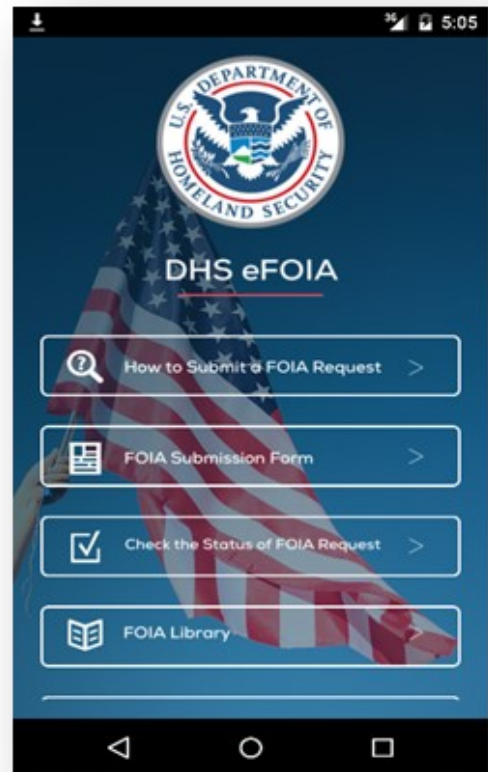 3G 5:05
U.S. DEPARTMENT OF
HOMELAND SECURITY
DHS eFOIA
How to Submit a FOIA Request >
FOIA Submission Form >
Check the Status of FOIA Request >
FOIA Library >